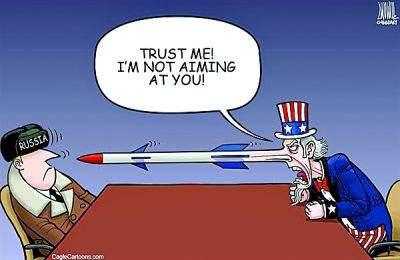 TRUST ME!
I'M NOT AIMING
AT YOU!
RUSSIA
CagleCartoons.com